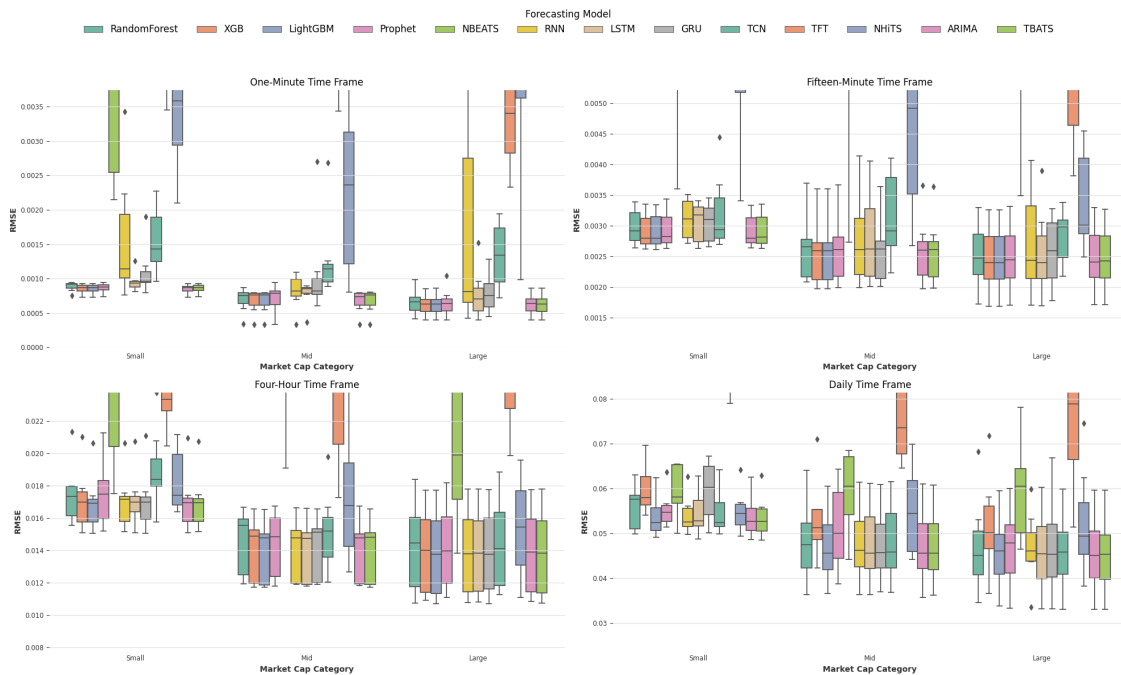 Forecasting Model
RandomForest XGB LightGBM Prophet NBEATS RNN LSTM GRU TCN TFT NHiTS ARIMA TBATS
One-Minute Time Frame
0.0035
0.0030
0.0025
0.0020
0.0015
0.0010
0.0005
0.0000
RMSE
Small Mid Large
Market Cap Category
Fifteen-Minute Time Frame
0.0050
0.0045
0.0040
0.0035
0.0030
0.0025
0.0020
0.0015
RMSE
Small Mid Large
Market Cap Category
Four-Hour Time Frame
0.022
0.020
0.018
0.016
0.014
0.012
0.010
0.008
RMSE
Small Mid Large
Market Cap Category
Daily Time Frame
0.08
0.07
0.06
0.05
0.04
0.03
RMSE
Small Mid Large
Market Cap Category